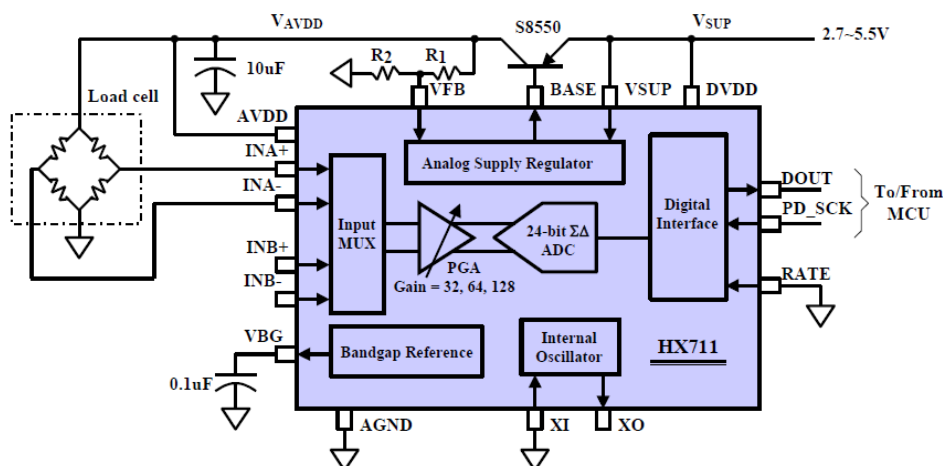 VAVDD
S8550
VSUP
2.7~5.5V
10uF
R2
R1
Load cell
VFB
BASE
VSUP
DVDD
AVDD
INA+
INA-
INB+
INB-
VBG
Analog Supply Regulator
Input
MUX
PGA
Gain = 32, 64, 128
24-bit ΣΔ
ADC
Digital
Interface
DOUT
PD_SCK
To/From
MCU
RATE
Bandgap Reference
Internal
Oscillator
HX711
0.1uF
AGND
XI
XO